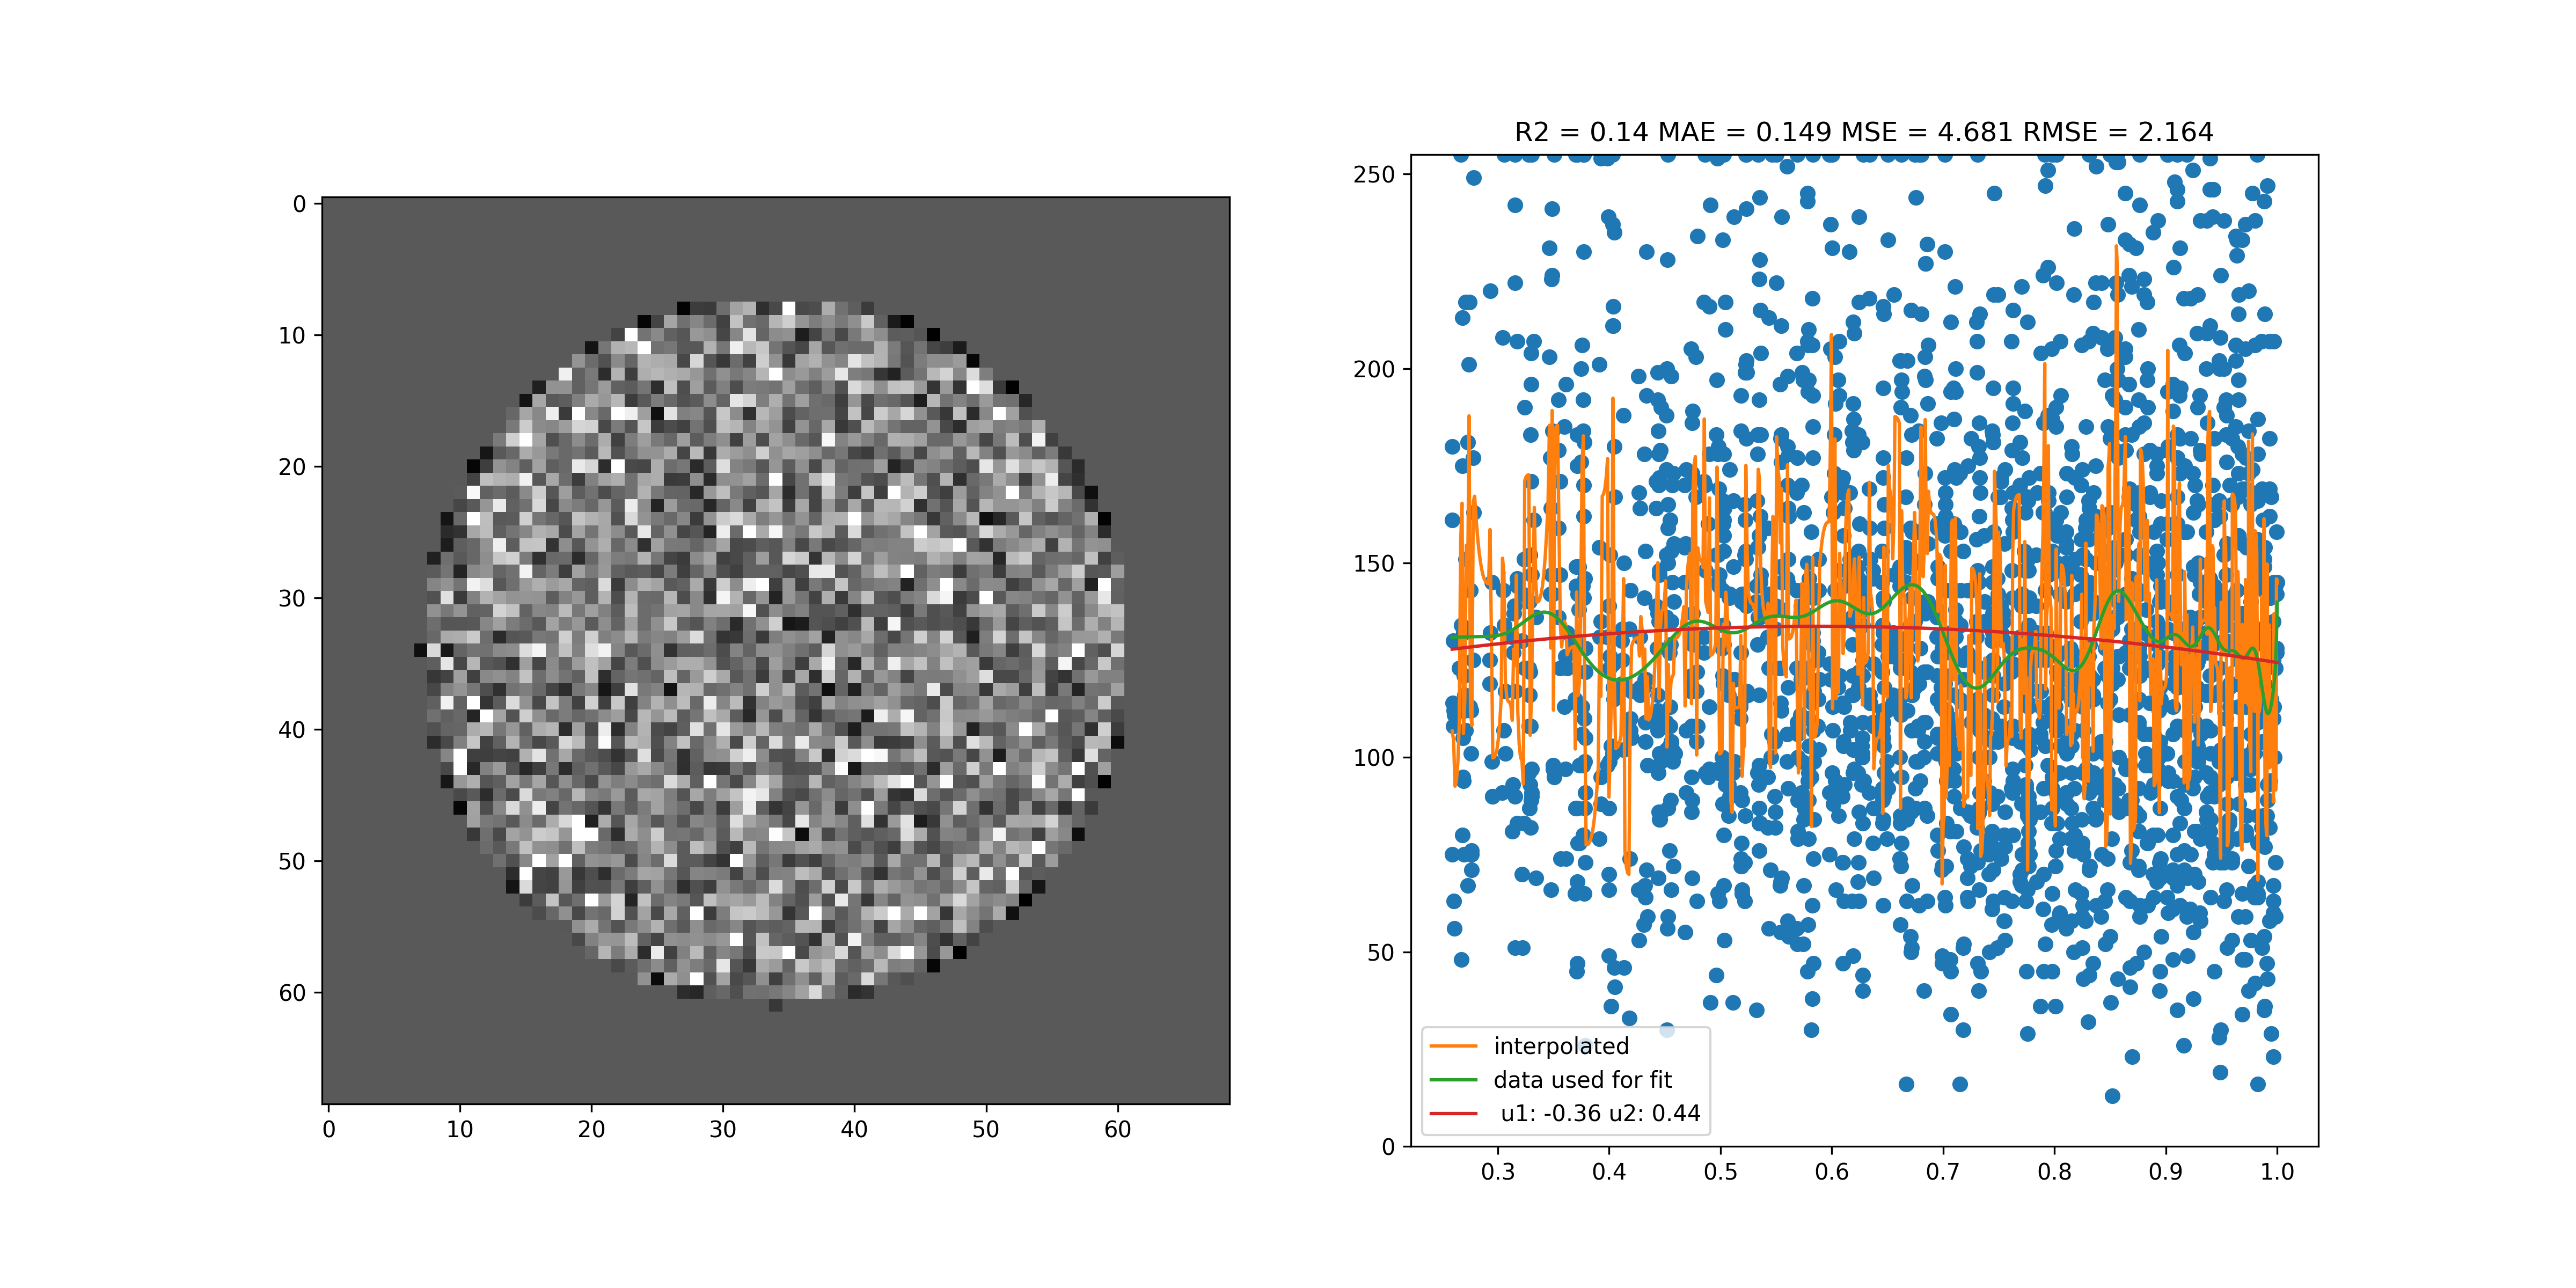 R2 = 0.14 MAE = 0.149 MSE = 4.681 RMSE = 2.164
0
10
20
30
40
50
60
0 10 20 30 40 50 60
250
200
150
100
50
0
interpolated
data used for fit
u1: -0.36 u2: 0.44
0.3 0.4 0.5 0.6 0.7 0.8 0.9 1.0